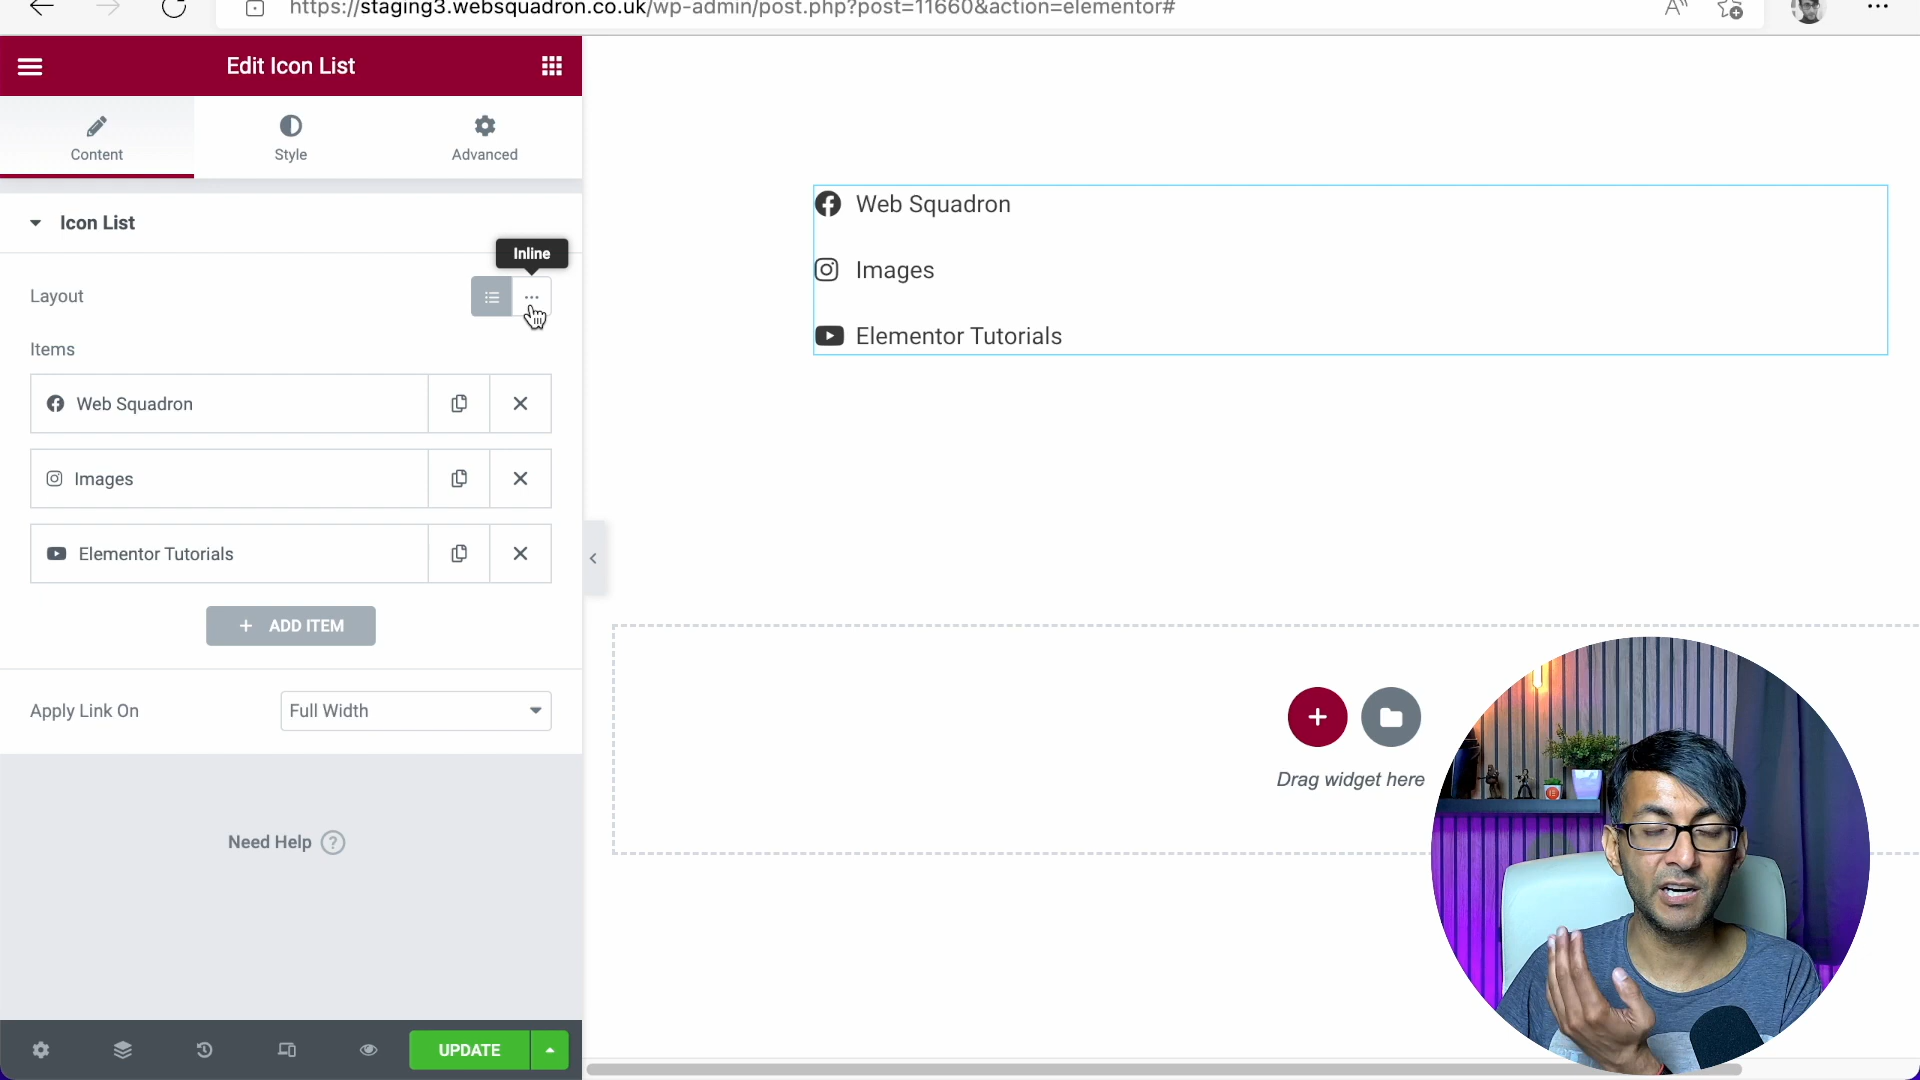 https://staging3.websquadron.co.uk/wp-admin/post.php?post=11660&action=elementor#
Edit Icon List
Content
Style
Advanced
Icon List
Inline
Layout
Items
Web Squadron
Images
Elementor Tutorials
+ ADD ITEM
Apply Link On
Full Width
Need Help ?
UPDATE
Web Squadron
Images
Elementor Tutorials
Drag widget here